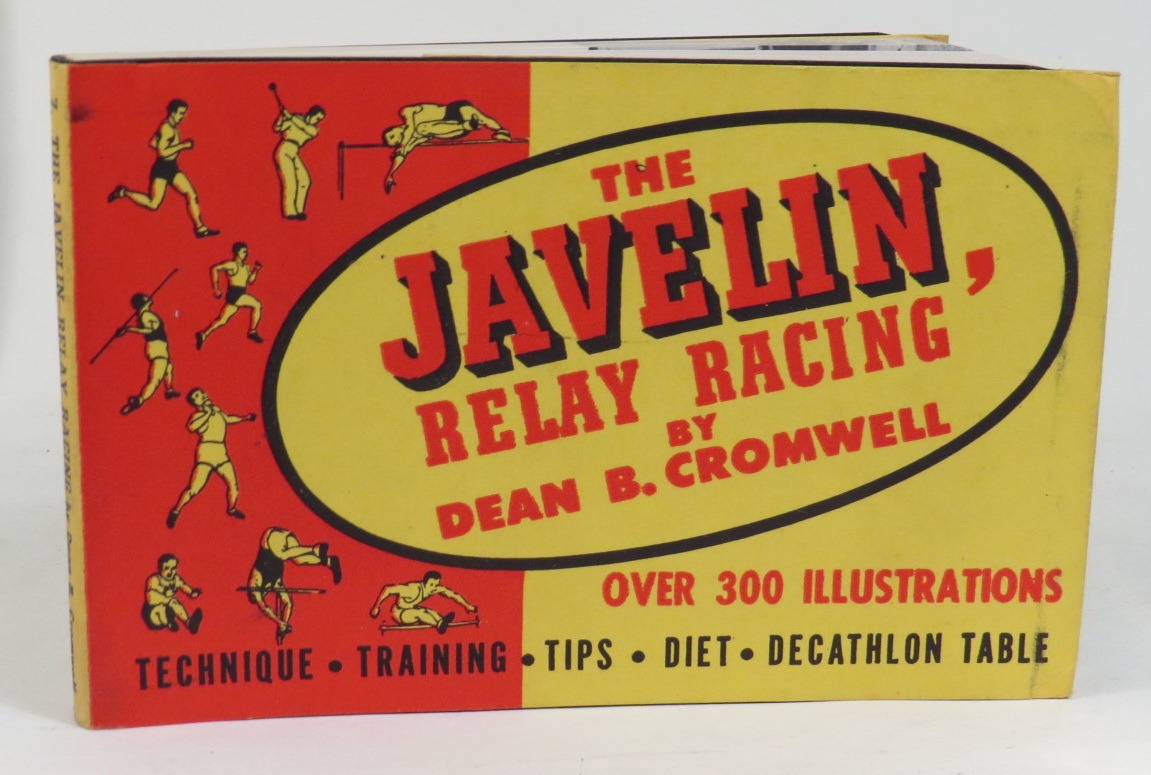 THE
JAVELIN,
RELAY RACING
BY
DEAN B. CROMWELL
OVER 300 ILLUSTRATIONS
TECHNIQUE • TRAINING • TIPS • DIET • DECATHLON TABLE
THE JAVELIN, RELAY RACING